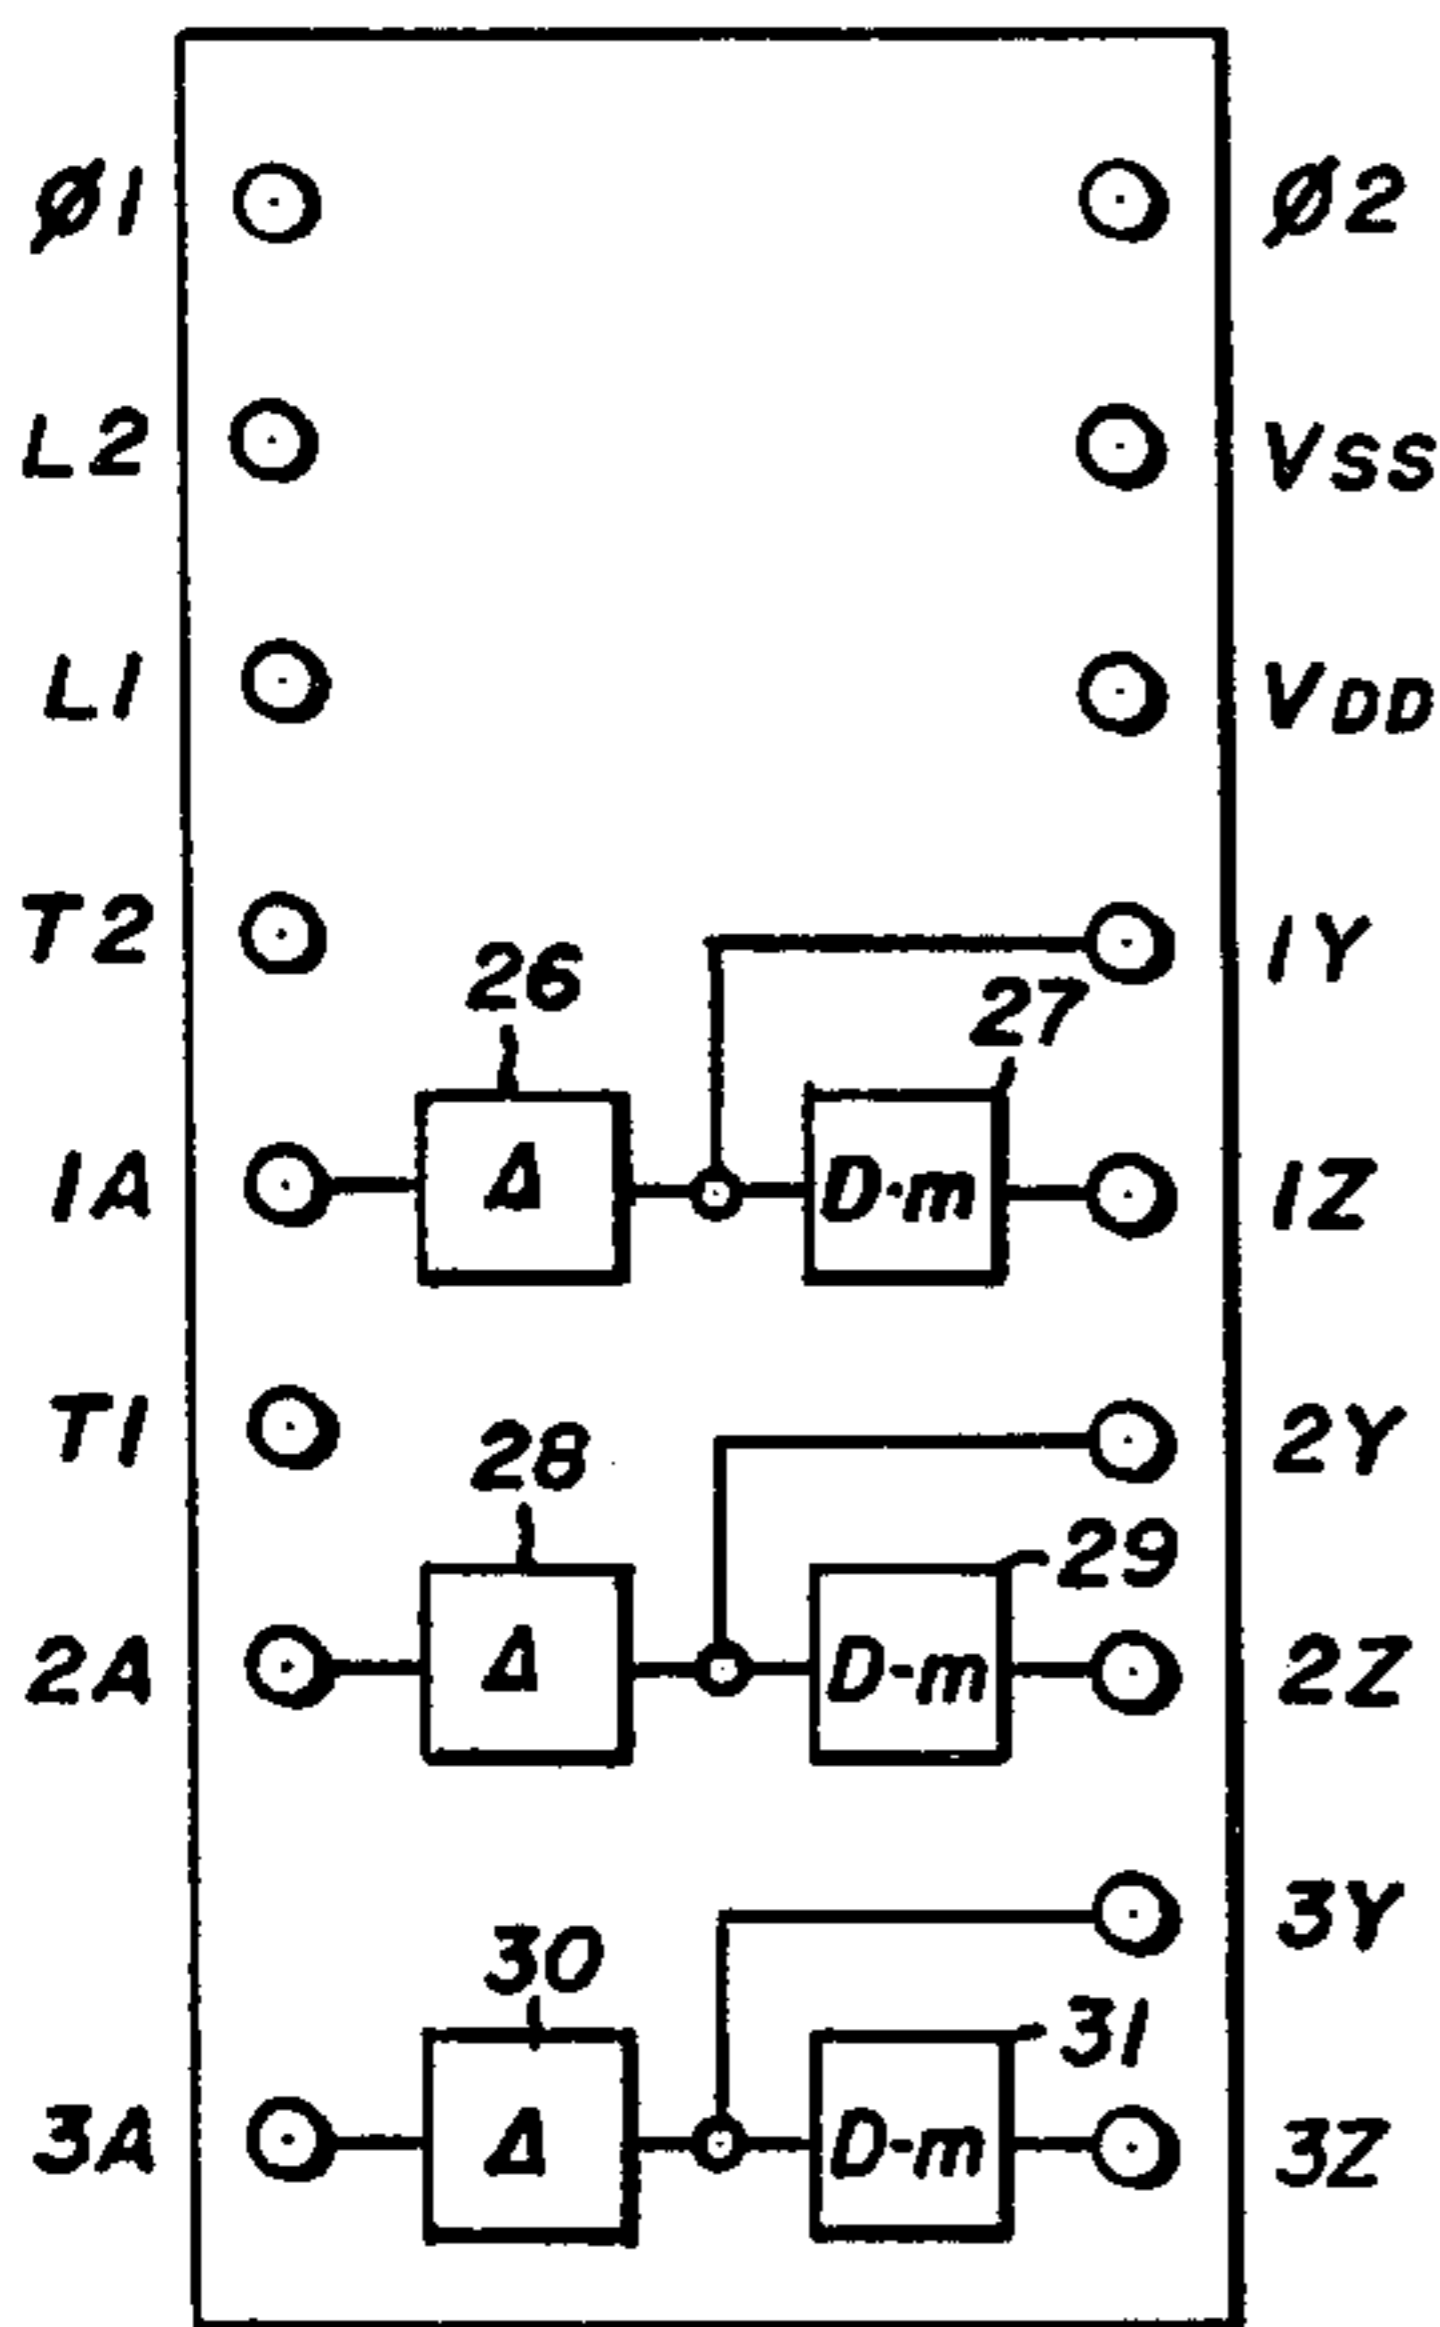 Ø1 Ø2
L2 VSS
L1 VDD
T2 26 1Y
27
1A Δ D-m 1Z
T1 28 2Y
29
2A Δ D-m 2Z
3Y
30 31
3A Δ D-m 3Z